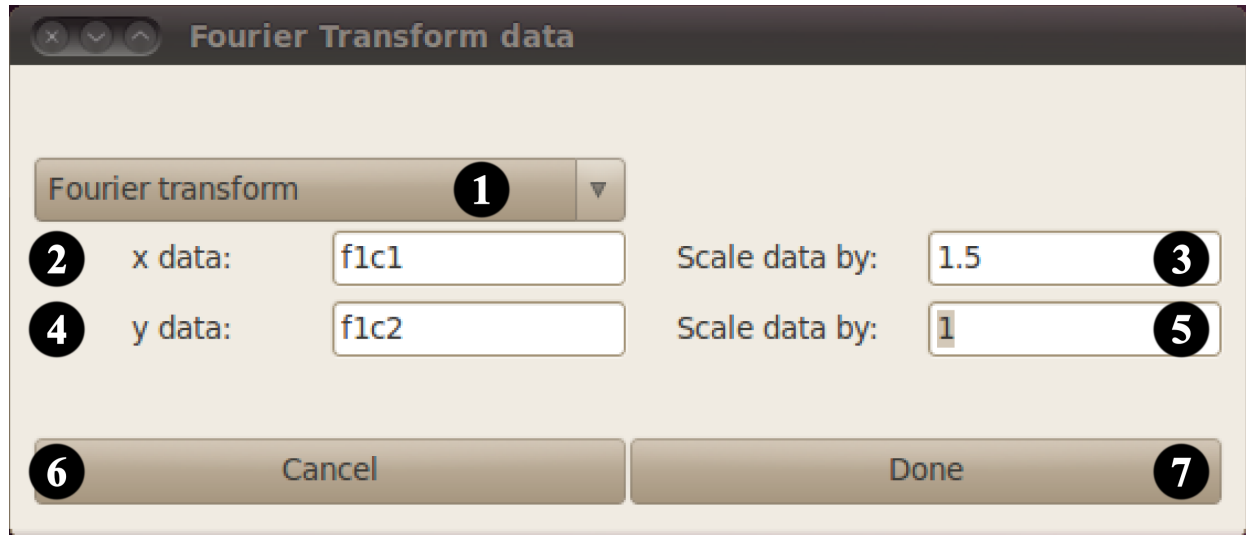 Fourier Transform data
Fourier transform 1
2 x data: f1c1 Scale data by: 1.5 3
4 y data: f1c2 Scale data by: 1 5
6 Cancel Done 7